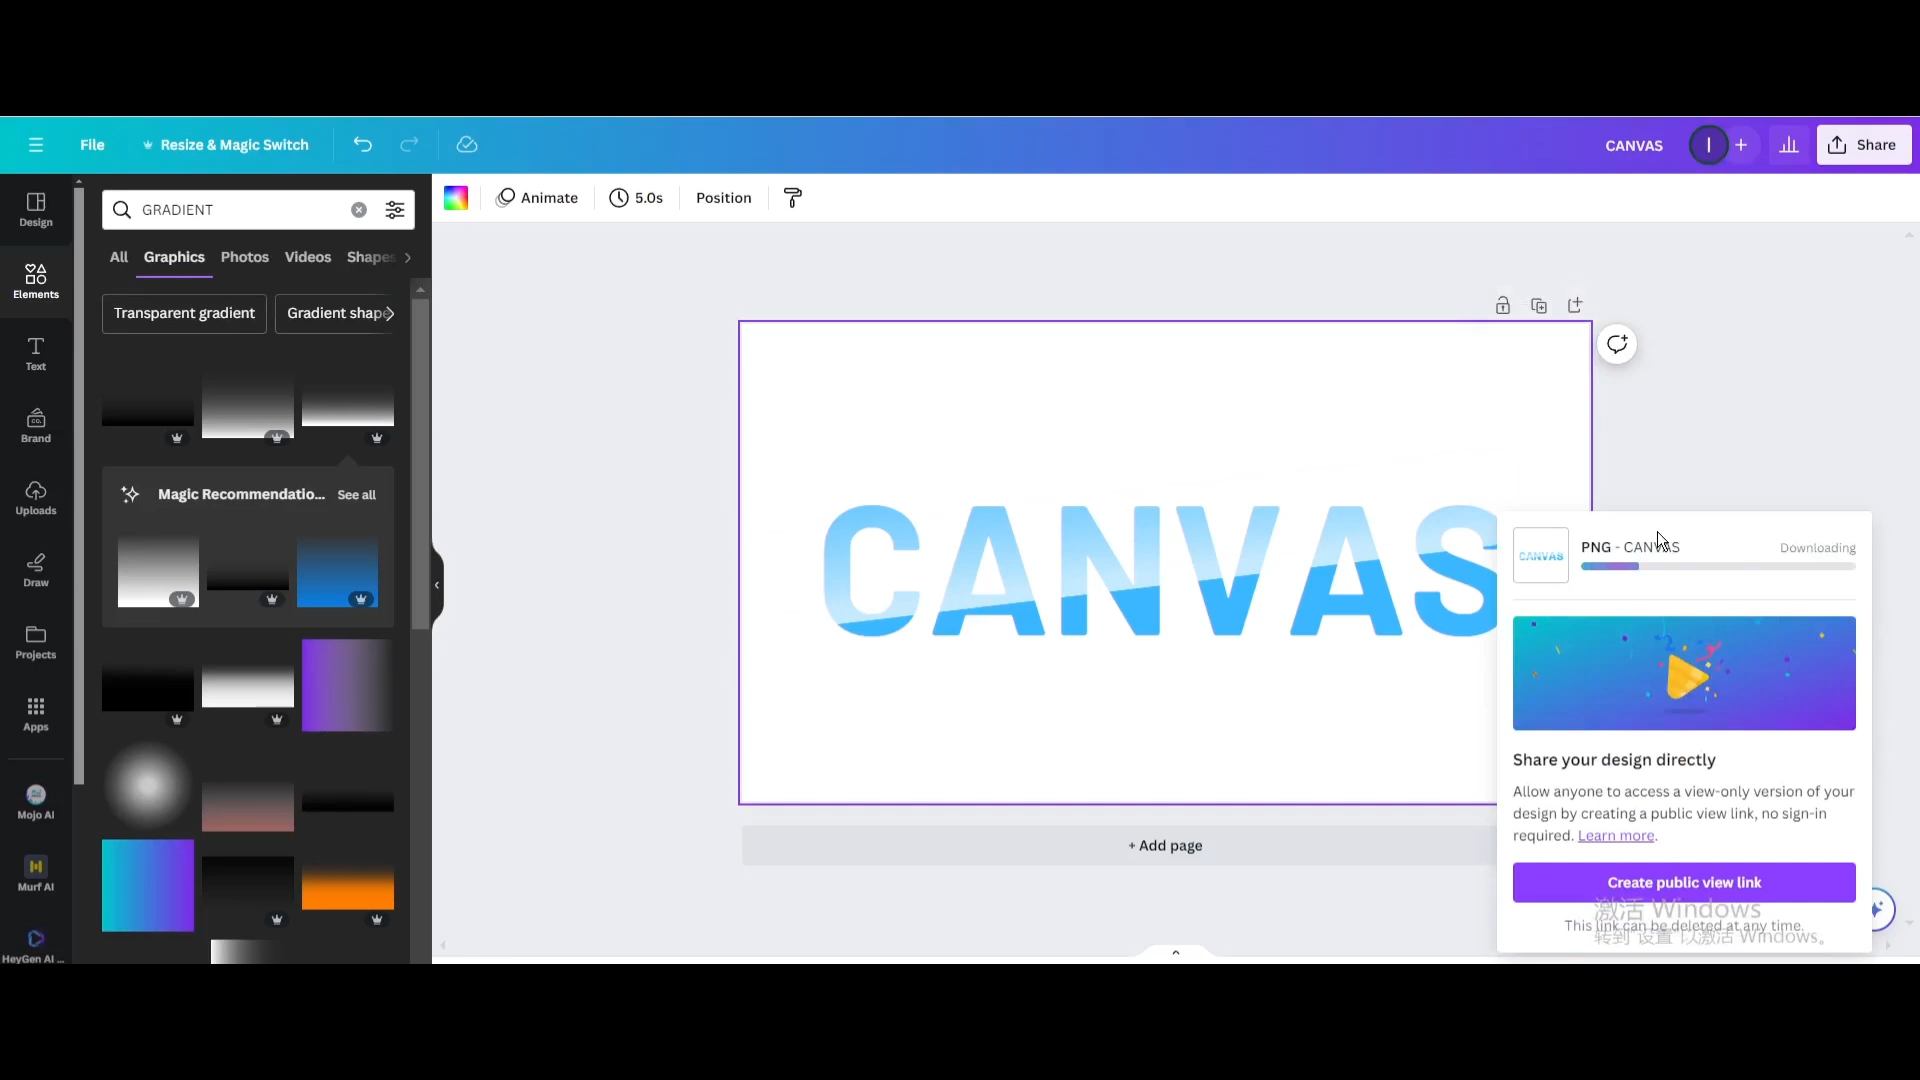 File
Resize & Magic Switch
CANVAS
I
Share
Design
Elements
Text
Brand
Uploads
Draw
Projects
Apps
Mojo AI
Murf AI
HeyGen AI ...
GRADIENT
All Graphics Photos Videos Shapes
Transparent gradient
Gradient shape
Magic Recommendatio... See all
Animate
5.0s
Position
CANVAS
+ Add page
CANVAS
PNG - CANVAS
Downloading
Share your design directly
Allow anyone to access a view-only version of your
design by creating a public view link, no sign-in
required. Learn more.
Create public view link
This link can be deleted at any time.
激活 Windows
转到"设置"以激活 Windows。